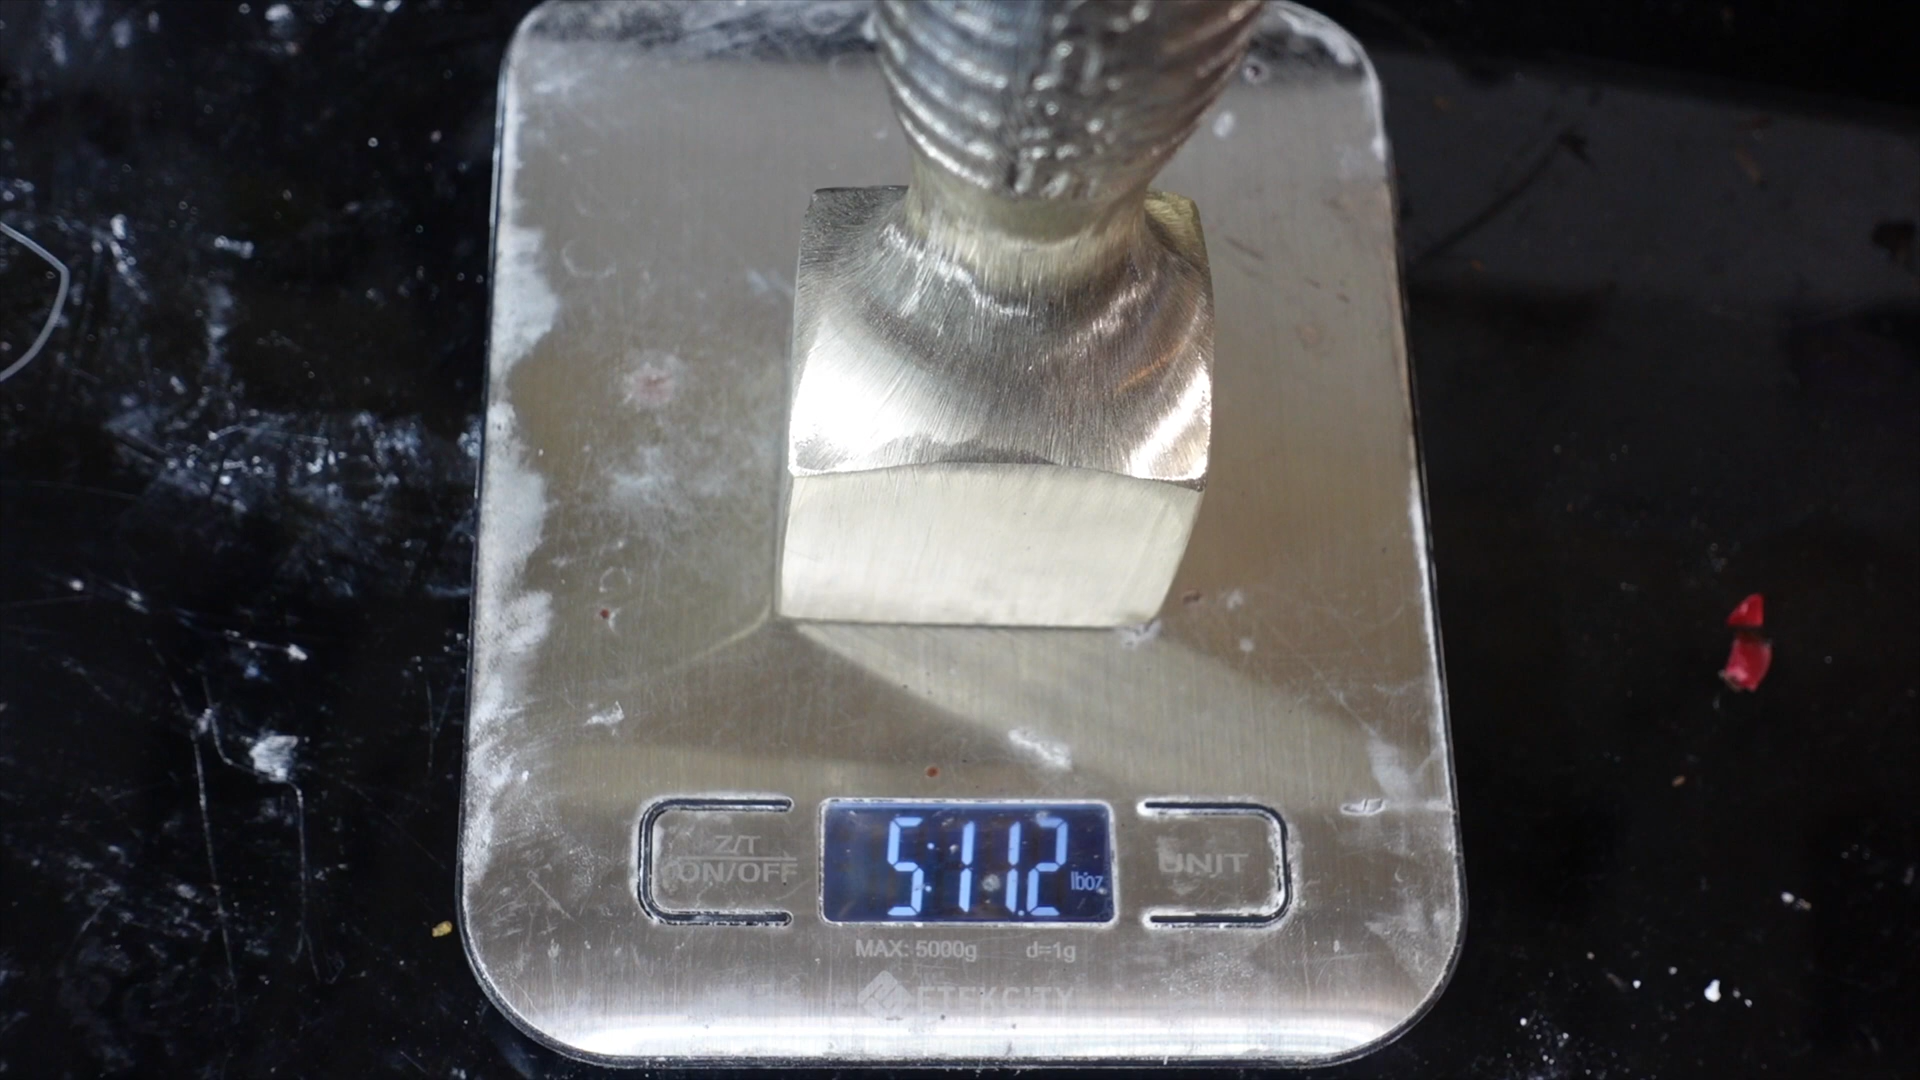 Z/T
ON/OFF
5:11.2
lb:oz
UNIT
MAX: 5000g d=1g
ETEKCITY